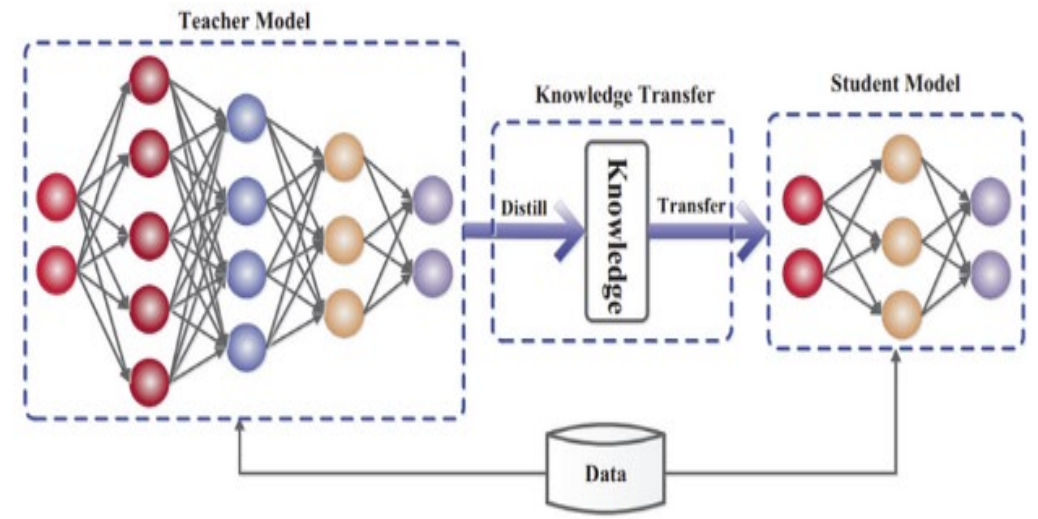 Teacher Model
Knowledge Transfer
Student Model
Distill
Knowledge
Transfer
Data